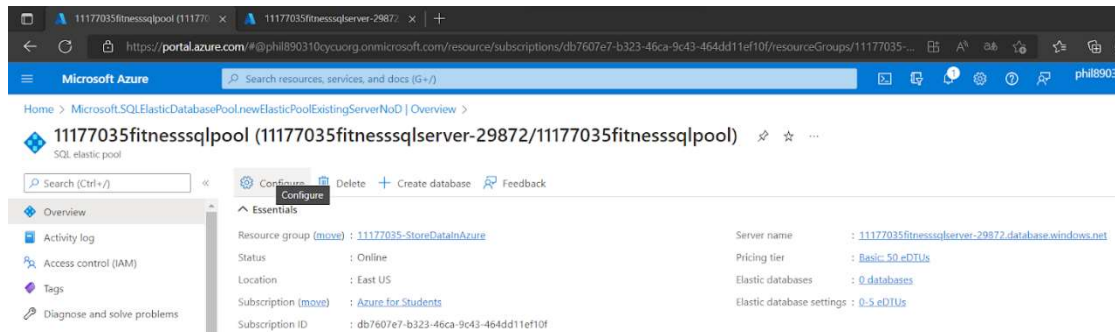 11177035fitnesssqlpool (111770 × 11177035fitnesssqlserver-29872 × +
https://portal.azure.com/#@phil890310cycuorg.onmicrosoft.com/resource/subscriptions/db7607e7-b323-46ca-9c43-464dd11ef10f/resourceGroups/11177035-...
Microsoft Azure Search resources, services, and docs (G+/) phil8903
Home > Microsoft.SQLElasticDatabasePool.newElasticPoolExistingServerNoD | Overview >
11177035fitnesssqlpool (11177035fitnesssqlserver-29872/11177035fitnesssqlpool) ...
SQL elastic pool
Search (Ctrl+/) « Configure Delete + Create database Feedback
Configure
Overview Essentials
Activity log Resource group (move) : 11177035-StoreDataInAzure Server name : 11177035fitnesssqlserver-29872.database.windows.net
Access control (IAM) Status : Online Pricing tier : Basic: 50 eDTUs
Tags Location : East US Elastic databases : 0 databases
Diagnose and solve problems Subscription (move) : Azure for Students Elastic database settings : 0-5 eDTUs
Subscription ID : db7607e7-b323-46ca-9c43-464dd11ef10f